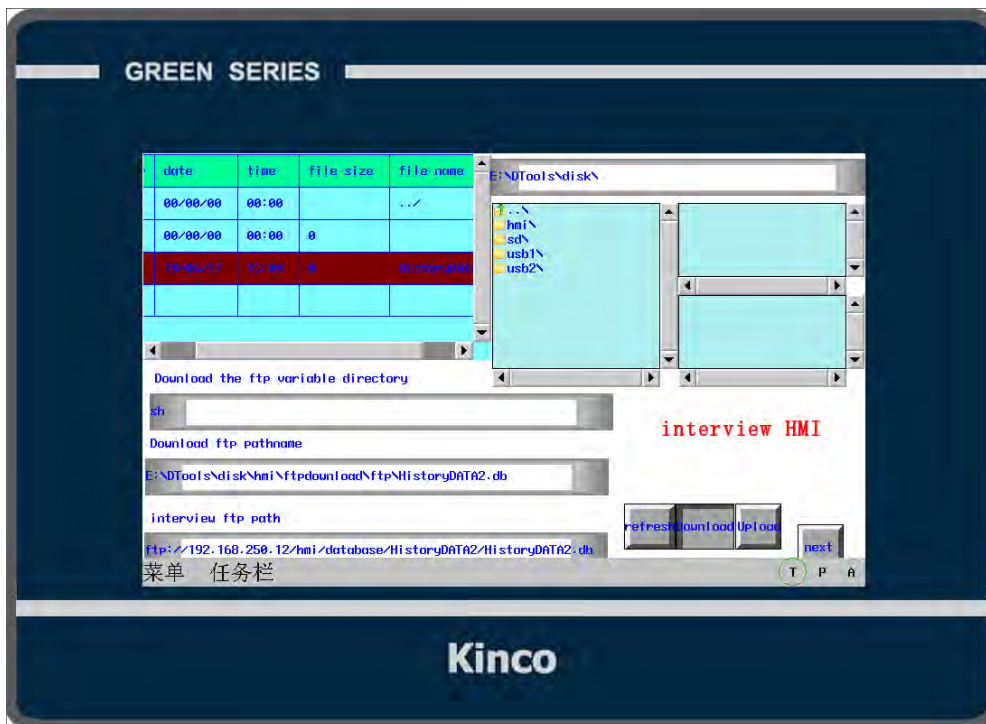 GREEN SERIES
date time file size file name
00/00/00 00:00 ../
00/00/00 00:00 0
0
E:\DTools\disk\
..\
hmi\
sd\
usb1\
usb2\
Download the ftp variable directory
sh
Download ftp pathname
E:\DTools\disk\hmi\ftpdownload\ftp\HistoryDATA2.db
interview HMI
interview ftp path
ftp://192.168.250.12/hmi/database/HistoryDATA2/HistoryDATA2.db
refresh download Upload
next
菜单 任务栏
T P A
Kinco